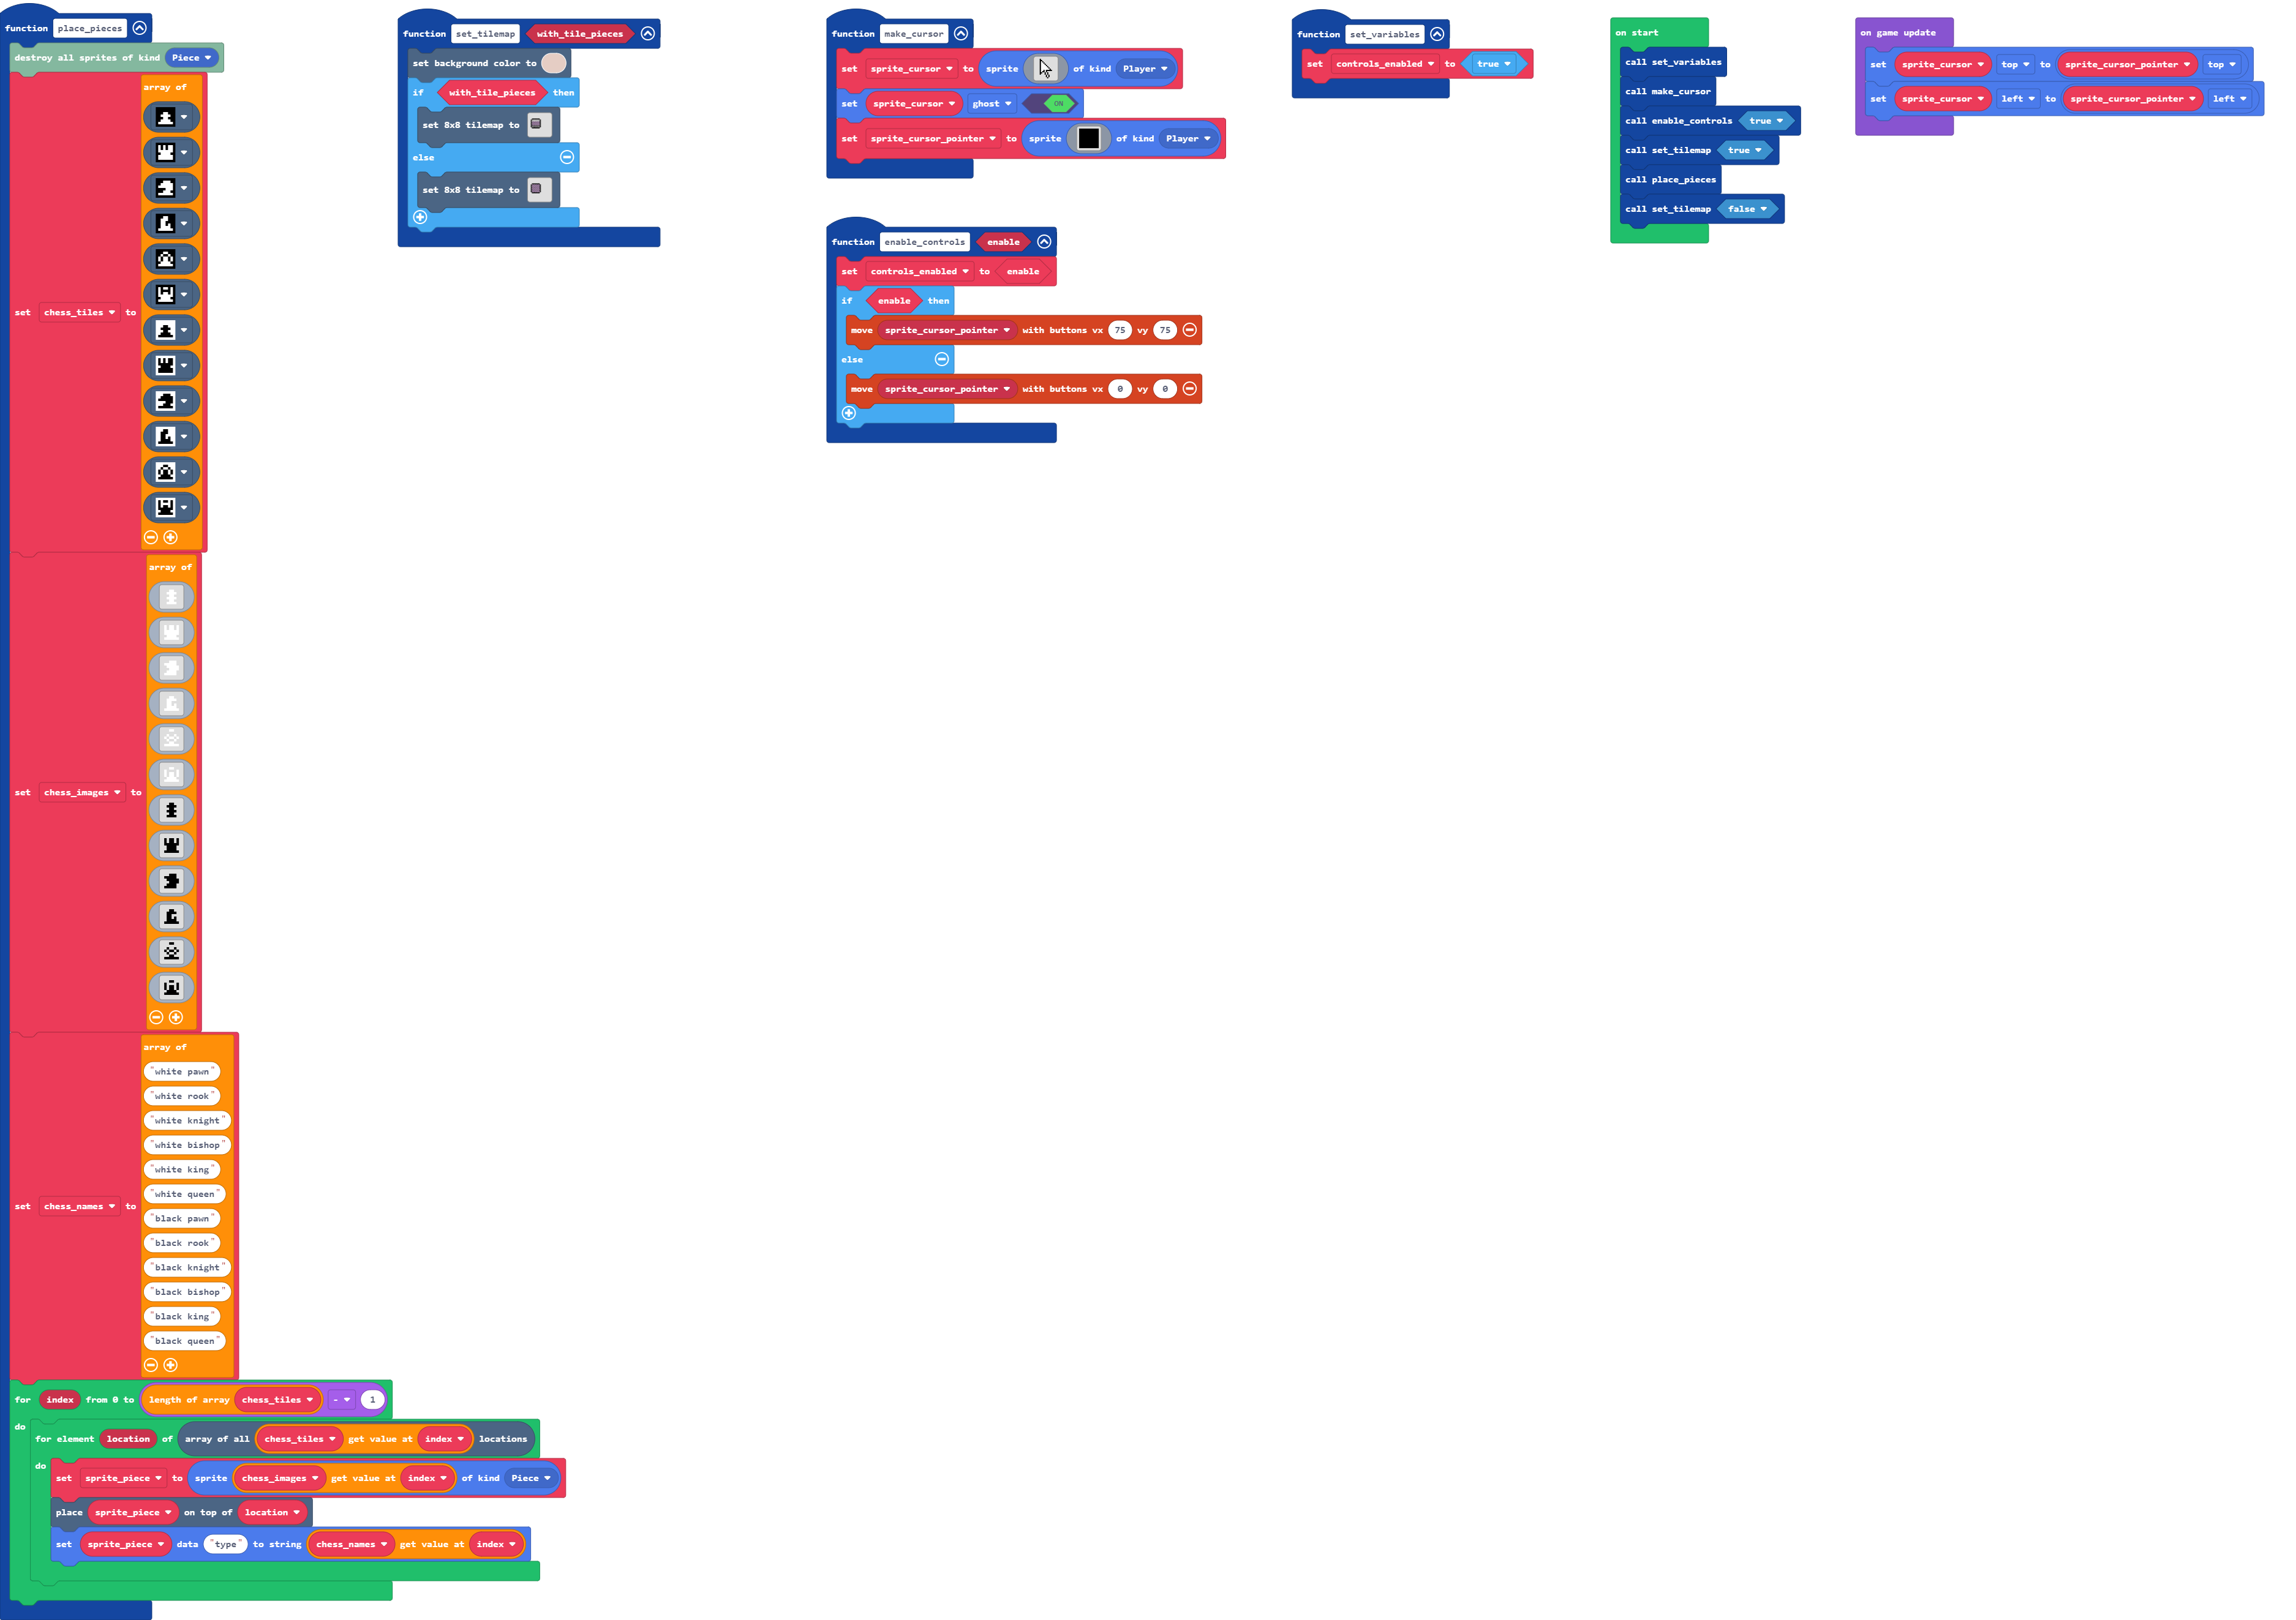 function place_pieces
destroy all sprites of kind Piece
set chess_tiles to
array of
set chess_images to
array of
set chess_names to
array of
"white pawn"
"white rook"
"white knight"
"white bishop"
"white king"
"white queen"
"black pawn"
"black rook"
"black knight"
"black bishop"
"black king"
"black queen"
for index from 0 to length of array chess_tiles - 1
do
for element location of array of all chess_tiles get value at index locations
do
set sprite_piece to sprite chess_images get value at index of kind Piece
place sprite_piece on top of location
set sprite_piece data "type" to string chess_names get value at index
function set_tilemap with_tile_pieces
set background color to
if with_tile_pieces then
set 8x8 tilemap to
else
set 8x8 tilemap to
function make_cursor
set sprite_cursor to sprite of kind Player
set sprite_cursor ghost ON
set sprite_cursor_pointer to sprite of kind Player
function enable_controls enable
set controls_enabled to enable
if enable then
move sprite_cursor_pointer with buttons vx 75 vy 75
else
move sprite_cursor_pointer with buttons vx 0 vy 0
function set_variables
set controls_enabled to true
on start
call set_variables
call make_cursor
call enable_controls true
call set_tilemap true
call place_pieces
call set_tilemap false
on game update
set sprite_cursor top to sprite_cursor_pointer top
set sprite_cursor left to sprite_cursor_pointer left